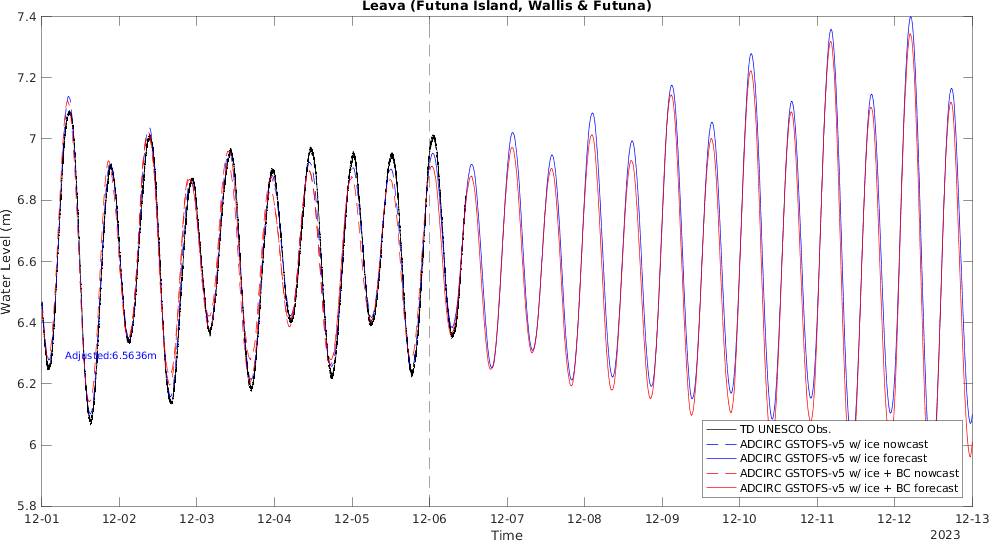 Leava (Futuna Island, Wallis & Futuna)
7.4
7.2
7
6.8
6.6
6.4
6.2
6
5.8
Water Level (m)
Adjusted:6.5636m
TD UNESCO Obs.
ADCIRC GSTOFS-v5 w/ ice nowcast
ADCIRC GSTOFS-v5 w/ ice forecast
ADCIRC GSTOFS-v5 w/ ice + BC nowcast
ADCIRC GSTOFS-v5 w/ ice + BC forecast
12-01 12-02 12-03 12-04 12-05 12-06 12-07 12-08 12-09 12-10 12-11 12-12 12-13
Time
2023